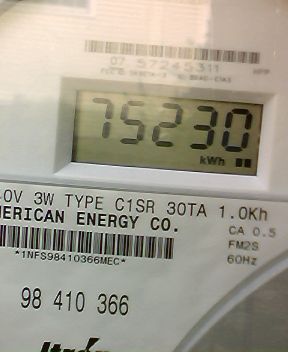 07 57245311
75230
kWh
0V 3W TYPE C1SR 30TA 1.0Kh
MERICAN ENERGY CO.
CA 0.5
FM2S
60Hz
*1NFS98410366MEC*
98 410 366
Itron